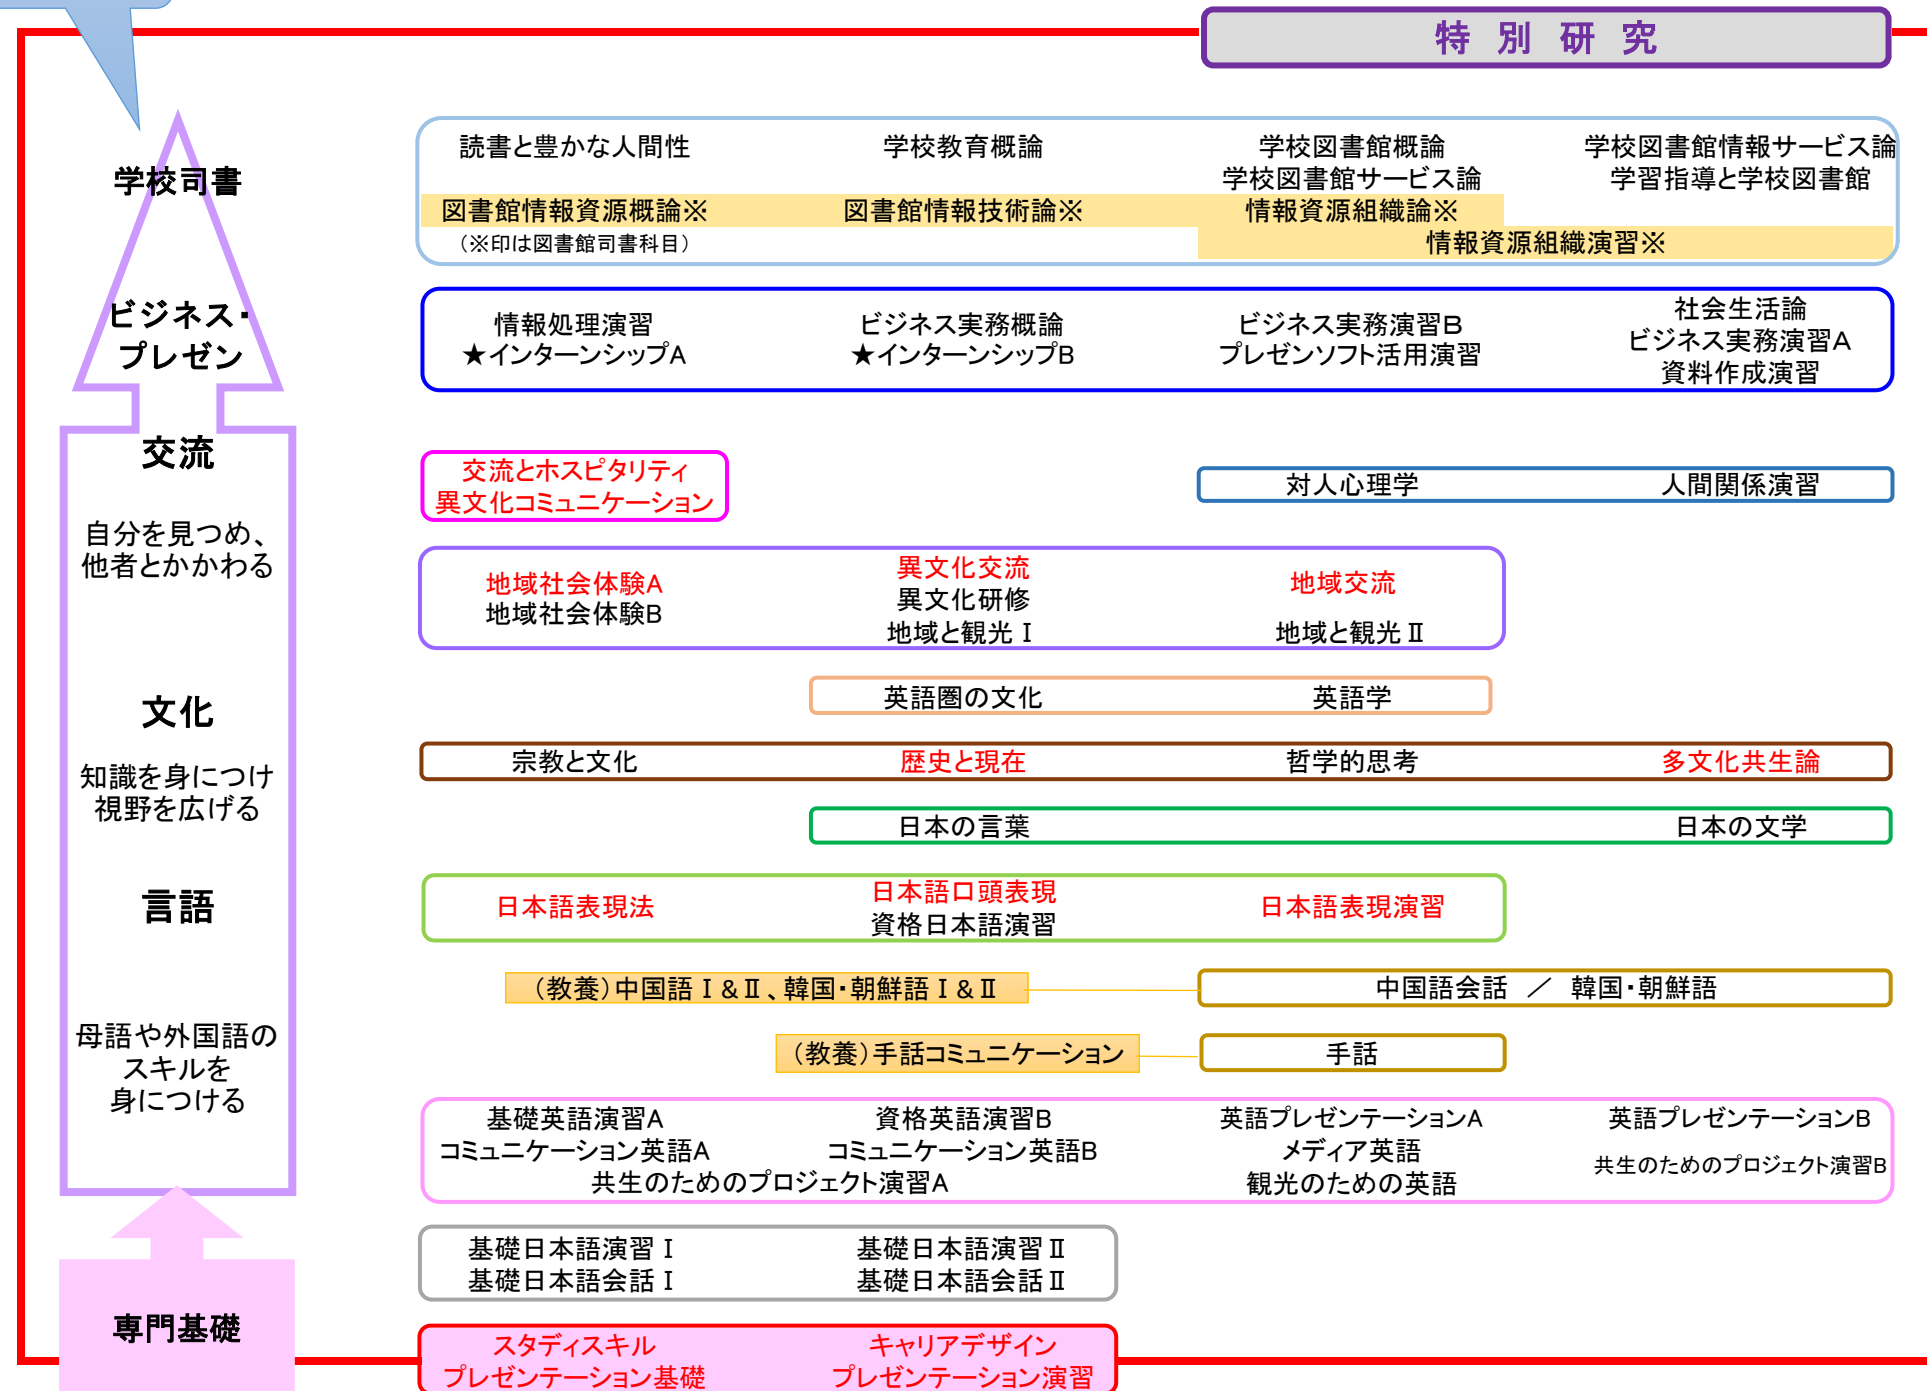 特別研究
学校司書
読書と豊かな人間性
学校教育概論
学校図書館概論
学校図書館情報サービス論
学校図書館サービス論
学習指導と学校図書館
図書館情報資源概論※
図書館情報技術論※
情報資源組織論※
（※印は図書館司書科目）
情報資源組織演習※
ビジネス・
プレゼン
情報処理演習
★インターンシップA
ビジネス実務概論
★インターンシップB
ビジネス実務演習B
プレゼンソフト活用演習
社会生活論
ビジネス実務演習A
資料作成演習
交流
自分を見つめ、
他者とかかわる
交流とホスピタリティ
異文化コミュニケーション
対人心理学
人間関係演習
地域社会体験A
地域社会体験B
異文化交流
異文化研修
地域と観光Ⅰ
地域交流
地域と観光Ⅱ
文化
知識を身につけ
視野を広げる
英語圏の文化
英語学
宗教と文化
歴史と現在
哲学的思考
多文化共生論
日本の言葉
日本の文学
言語
母語や外国語の
スキルを
身につける
日本語表現法
日本語口頭表現
資格日本語演習
日本語表現演習
（教養）中国語Ⅰ&Ⅱ、韓国・朝鮮語Ⅰ&Ⅱ
中国語会話 ／ 韓国・朝鮮語
（教養）手話コミュニケーション
手話
基礎英語演習A
資格英語演習B
英語プレゼンテーションA
英語プレゼンテーションB
コミュニケーション英語A
コミュニケーション英語B
メディア英語
共生のためのプロジェクト演習B
共生のためのプロジェクト演習A
観光のための英語
専門基礎
基礎日本語演習Ⅰ
基礎日本語会話Ⅰ
基礎日本語演習Ⅱ
基礎日本語会話Ⅱ
スタディスキル
プレゼンテーション基礎
キャリアデザイン
プレゼンテーション演習